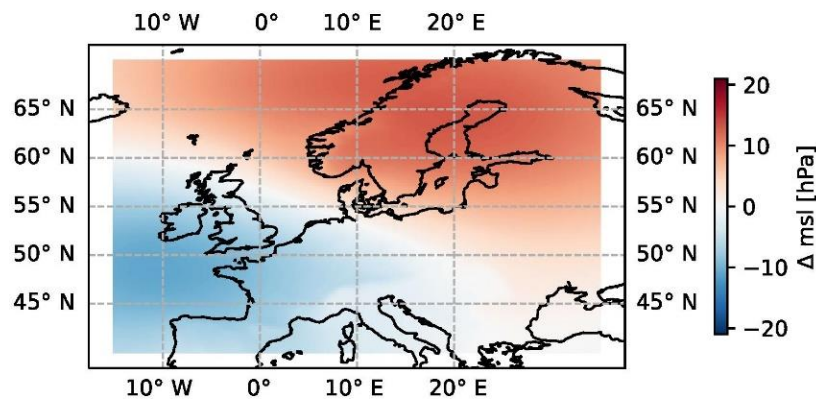 10° W 0° 10° E 20° E
65° N 65° N 20
60° N 60° N 10
55° N 55° N 0
50° N 50° N −10
45° N 45° N −20
Δ msl [hPa]
10° W 0° 10° E 20° E